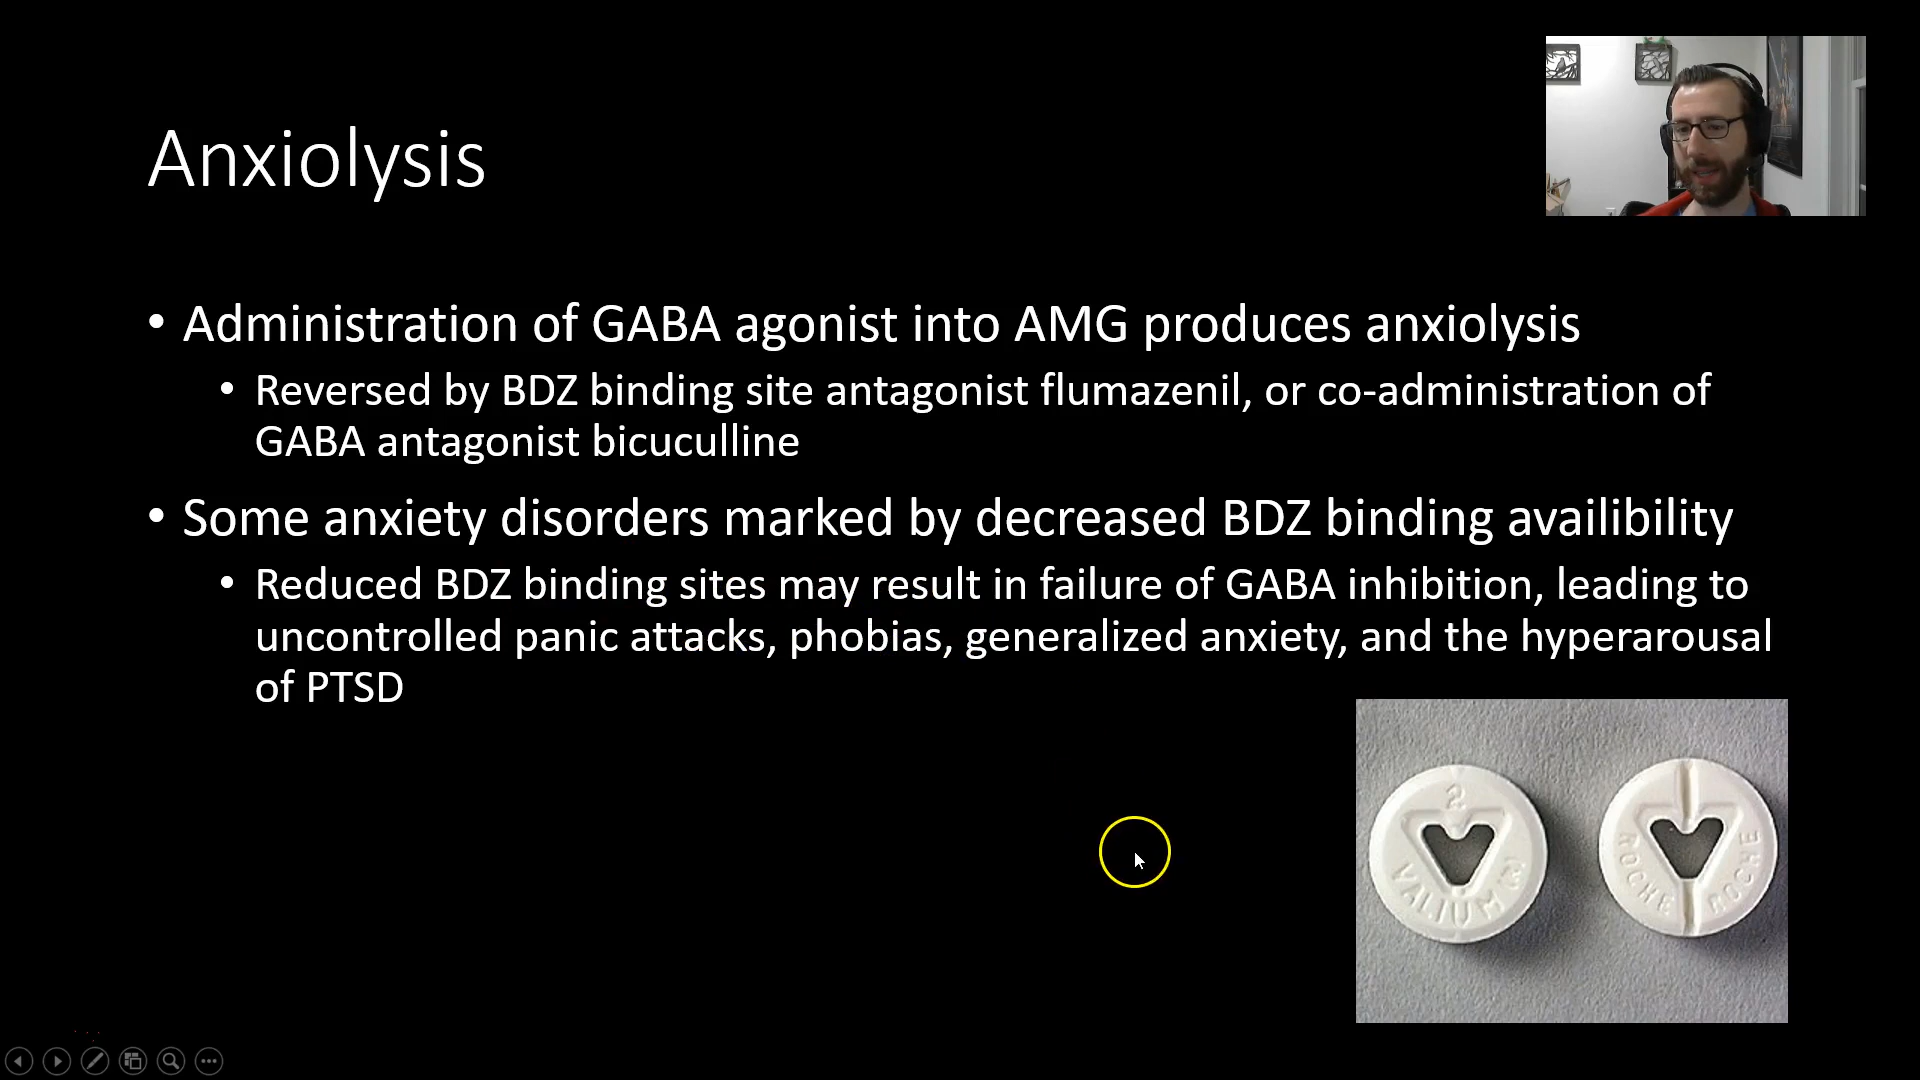 Anxiolysis
• Administration of GABA agonist into AMG produces anxiolysis
• Reversed by BDZ binding site antagonist flumazenil, or co-administration of
GABA antagonist bicuculline
• Some anxiety disorders marked by decreased BDZ binding availibility
• Reduced BDZ binding sites may result in failure of GABA inhibition, leading to
uncontrolled panic attacks, phobias, generalized anxiety, and the hyperarousal
of PTSD
2
VALIUM®
ROCHE ROCHE